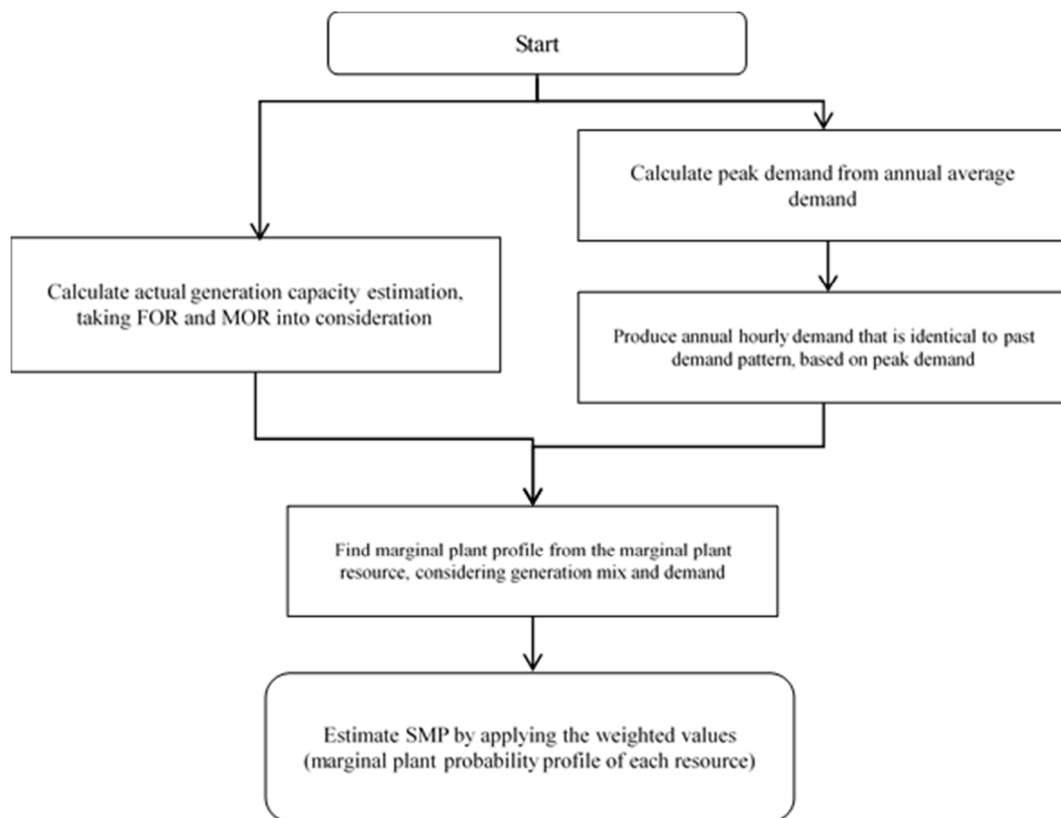 Start
Calculate peak demand from annual average
demand
Calculate actual generation capacity estimation,
taking FOR and MOR into consideration
Produce annual hourly demand that is identical to past
demand pattern, based on peak demand
Find marginal plant profile from the marginal plant
resource, considering generation mix and demand
Estimate SMP by applying the weighted values
(marginal plant probability profile of each resource)